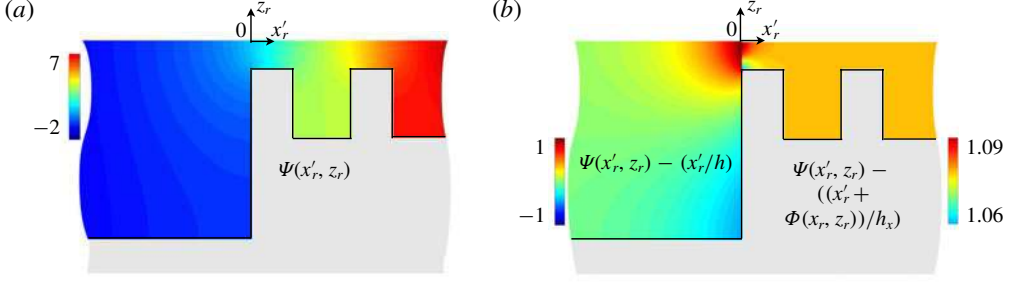 (a)
z_r
0
x′_r
7
−2
Ψ(x′_r, z_r)
(b)
z_r
0
x′_r
1
−1
Ψ(x′_r, z_r) − (x′_r/h)
Ψ(x′_r, z_r) −
((x′_r +
Φ(x_r, z_r))/h_x)
1.09
1.06